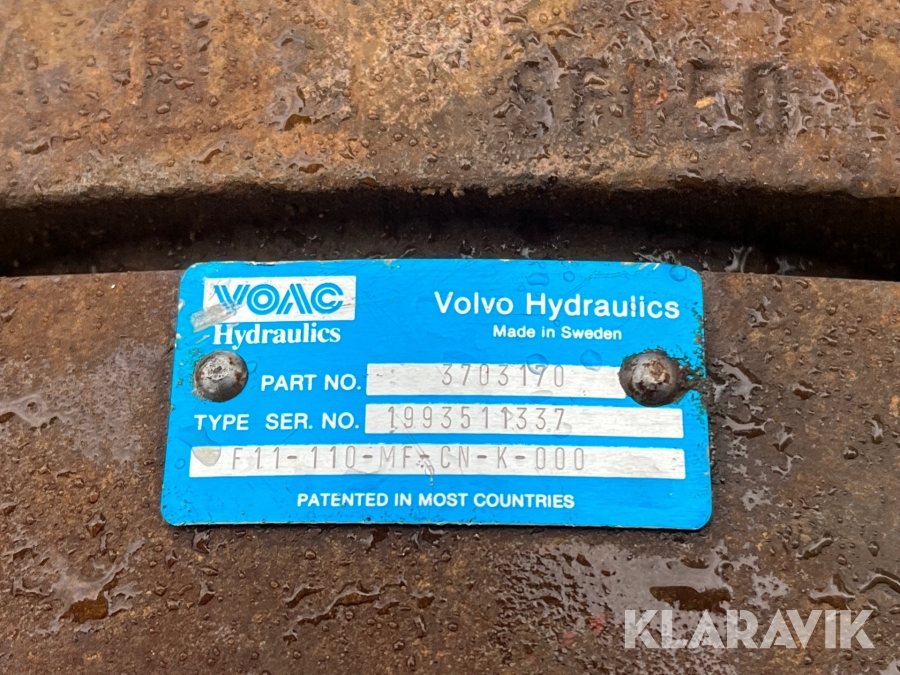 VOAC
Hydraulics
Volvo Hydraulics
Made in Sweden
PART NO. 3703170
TYPE SER. NO. 1993511337
F11-110-MF-CN-K-000
PATENTED IN MOST COUNTRIES
KLARAVIK